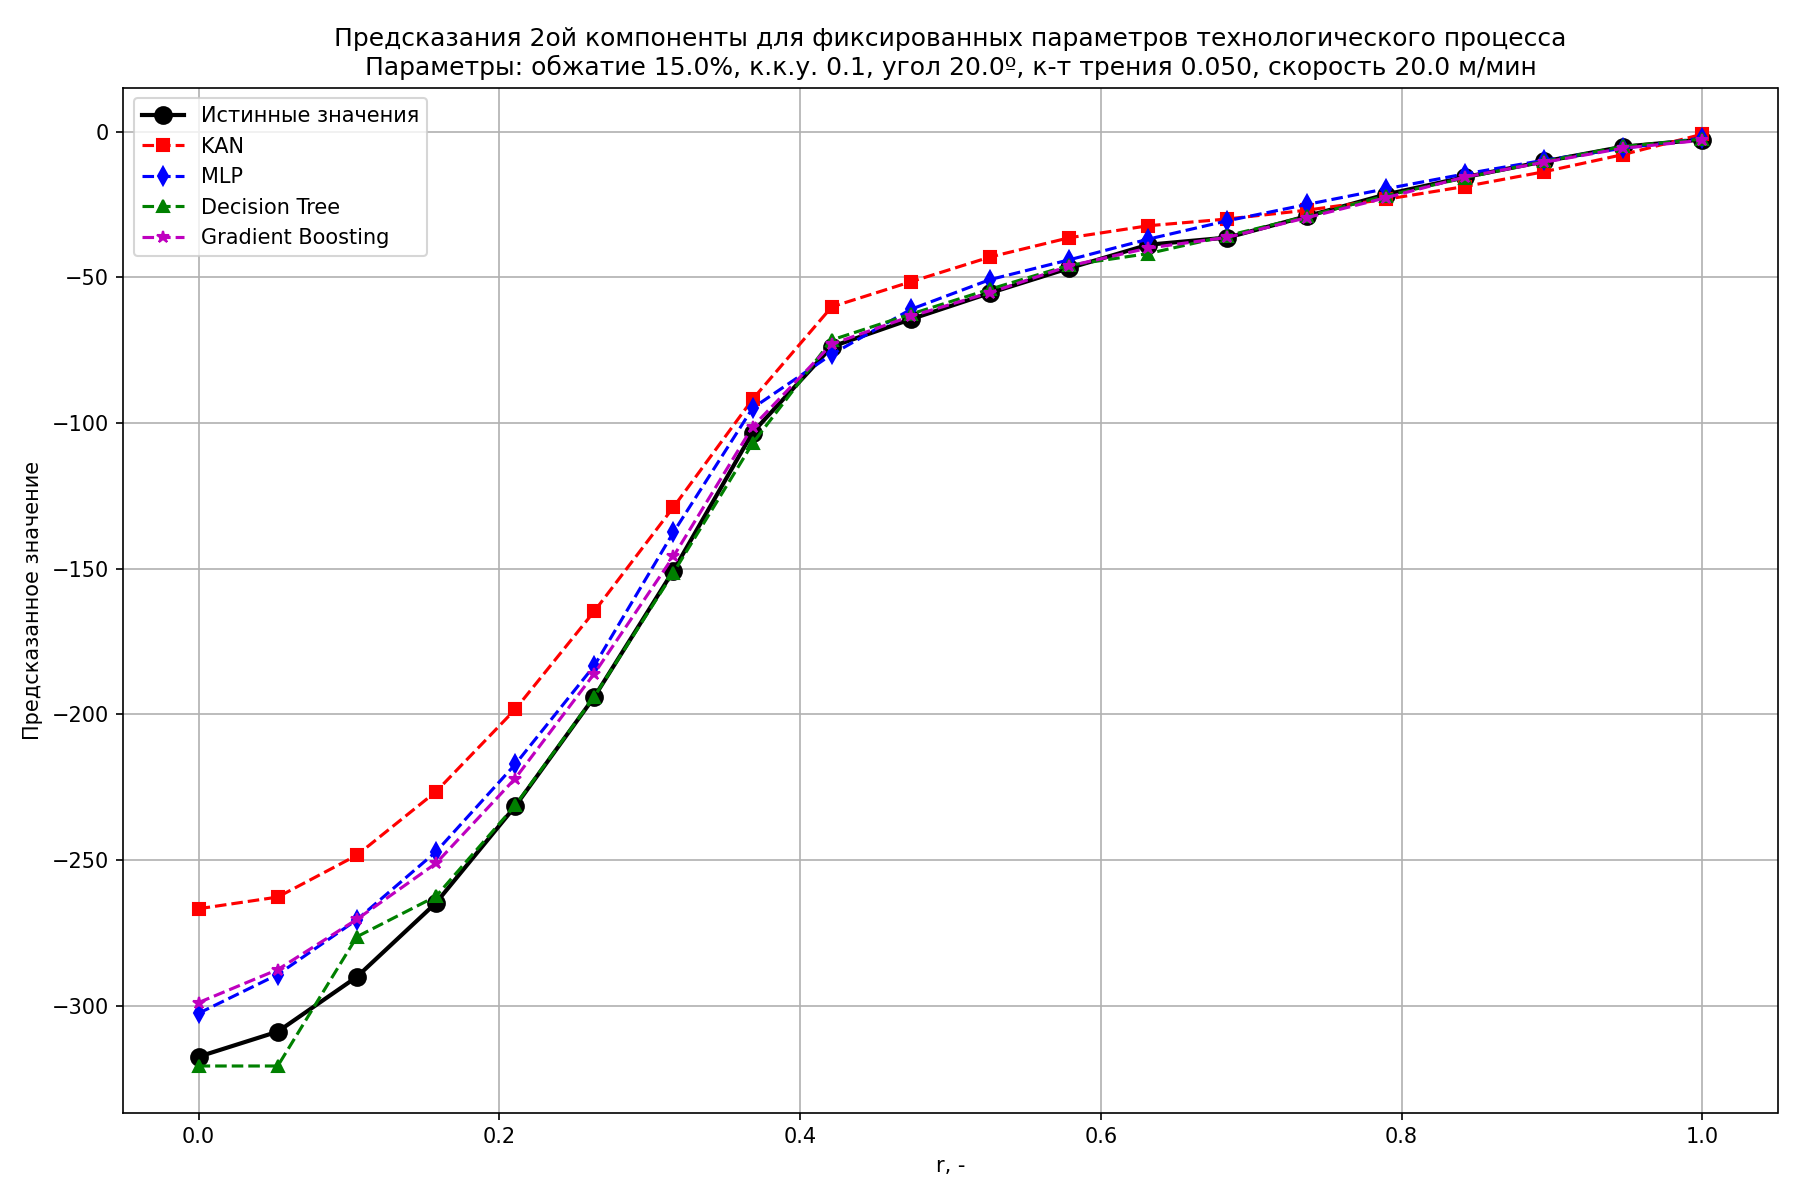 Предсказания 2ой компоненты для фиксированных параметров технологического процесса
Параметры: обжатие 15.0%, к.к.у. 0.1, угол 20.0º, к-т трения 0.050, скорость 20.0 м/мин
Истинные значения
KAN
MLP
Decision Tree
Gradient Boosting
Предсказанное значение
0
−50
−100
−150
−200
−250
−300
0.0
0.2
0.4
0.6
0.8
1.0
r, -